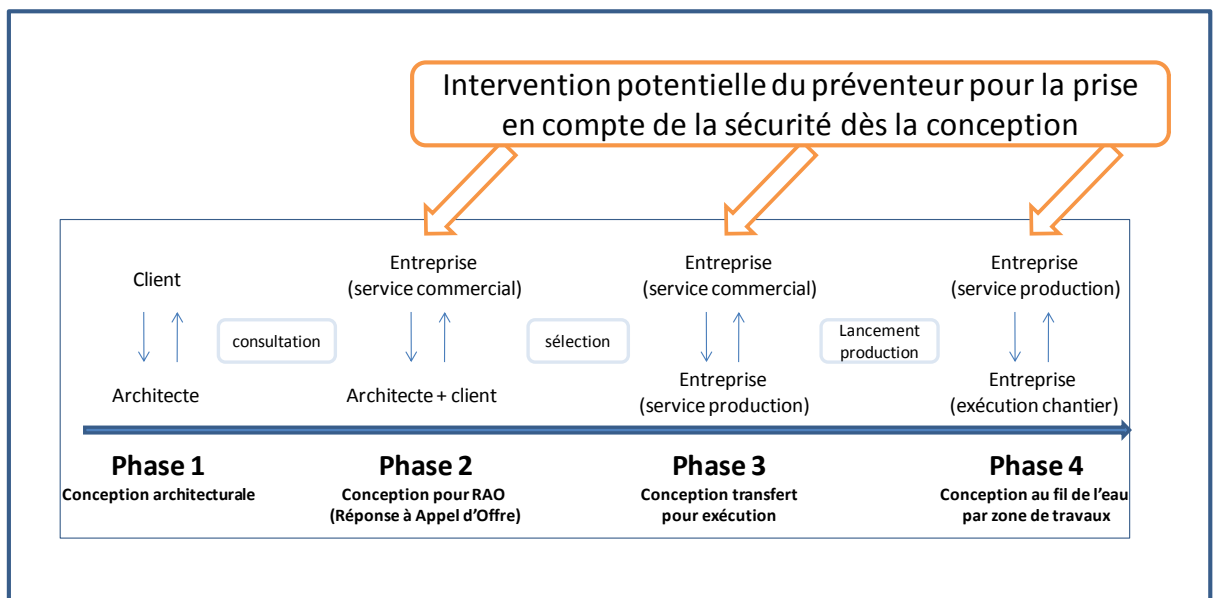 Intervention potentielle du préventeur pour la prise
en compte de la sécurité dès la conception
Client
Architecte
consultation
Entreprise
(service commercial)
Architecte + client
sélection
Entreprise
(service commercial)
Entreprise
(service production)
Lancement
production
Entreprise
(service production)
Entreprise
(exécution chantier)
Phase 1
Conception architecturale
Phase 2
Conception pour RAO
(Réponse à Appel d’Offre)
Phase 3
Conception transfert
pour exécution
Phase 4
Conception au fil de l’eau
par zone de travaux